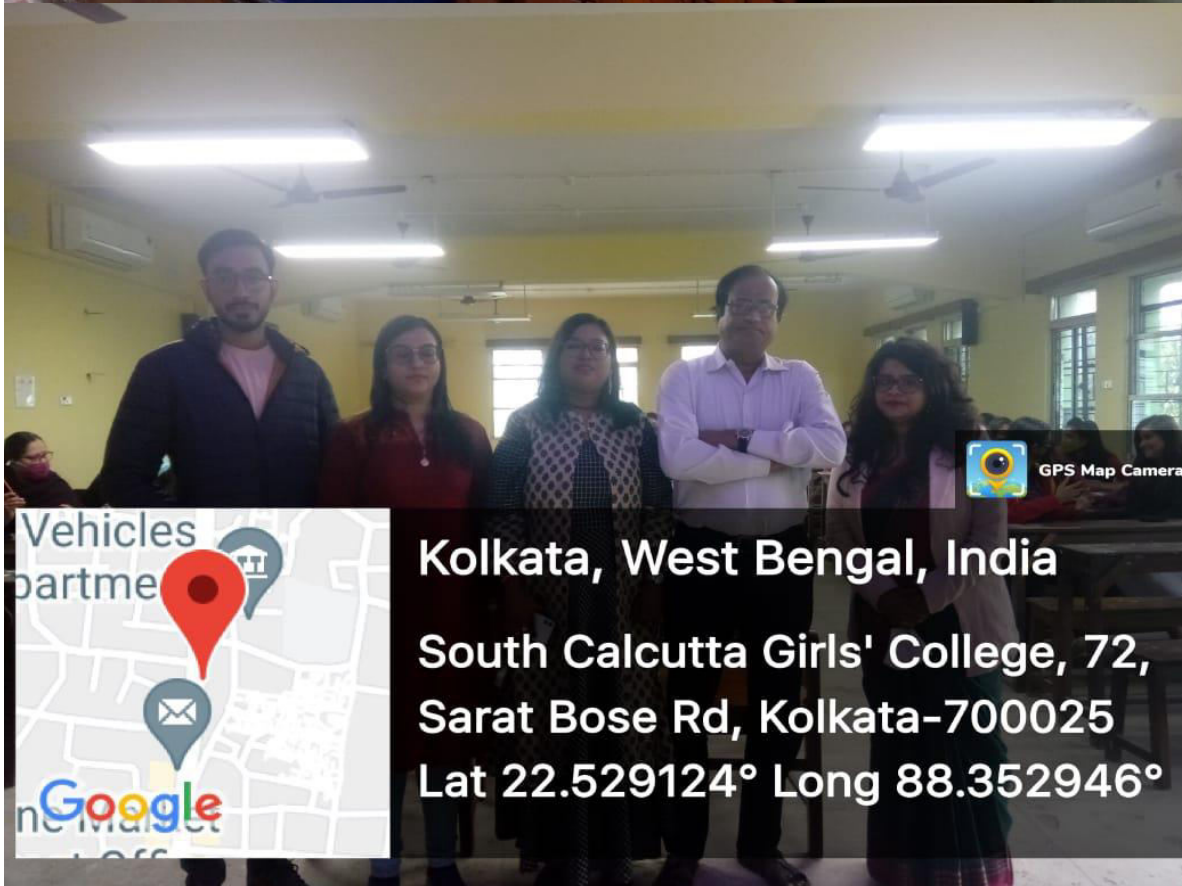 GPS Map Camera
Vehicles
partme
Google
Kolkata, West Bengal, India
South Calcutta Girls' College, 72,
Sarat Bose Rd, Kolkata-700025
Lat 22.529124° Long 88.352946°